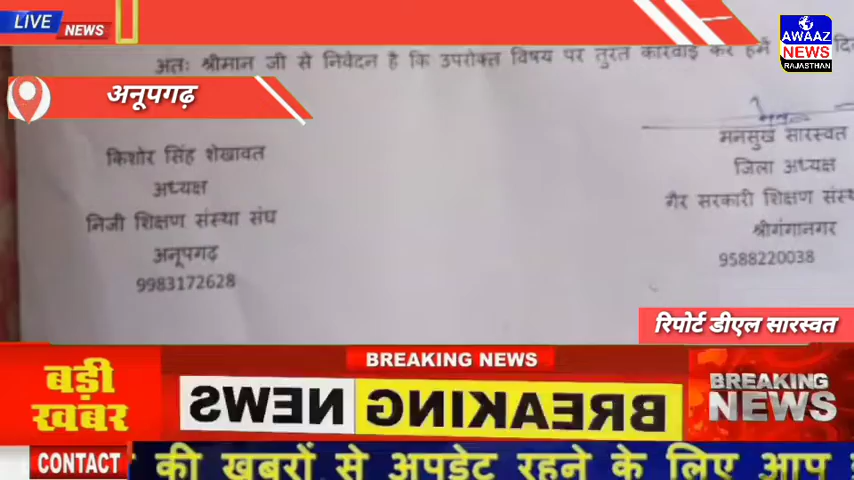 LIVE NEWS
AWAAZ
NEWS
RAJASTHAN
अतः श्रीमान जी से निवेदन है कि उपरोक्त विषय पर तुरंत कारवाई कर हमें
अनूपगढ़
किशोर सिंह शेखावत
अध्यक्ष
निजी शिक्षण संस्था संघ
अनूपगढ़
9983172628
मनसुख सारस्वत
जिला अध्यक्ष
गैर सरकारी शिक्षण
श्रीगंगानगर
9588220038
रिपोर्ट डीएल सारस्वत
BREAKING NEWS
बड़ी
खबर
BREAKING NEWS
BREAKING
NEWS
CONTACT
की खबरों से अपडेट रहने के लिए आप